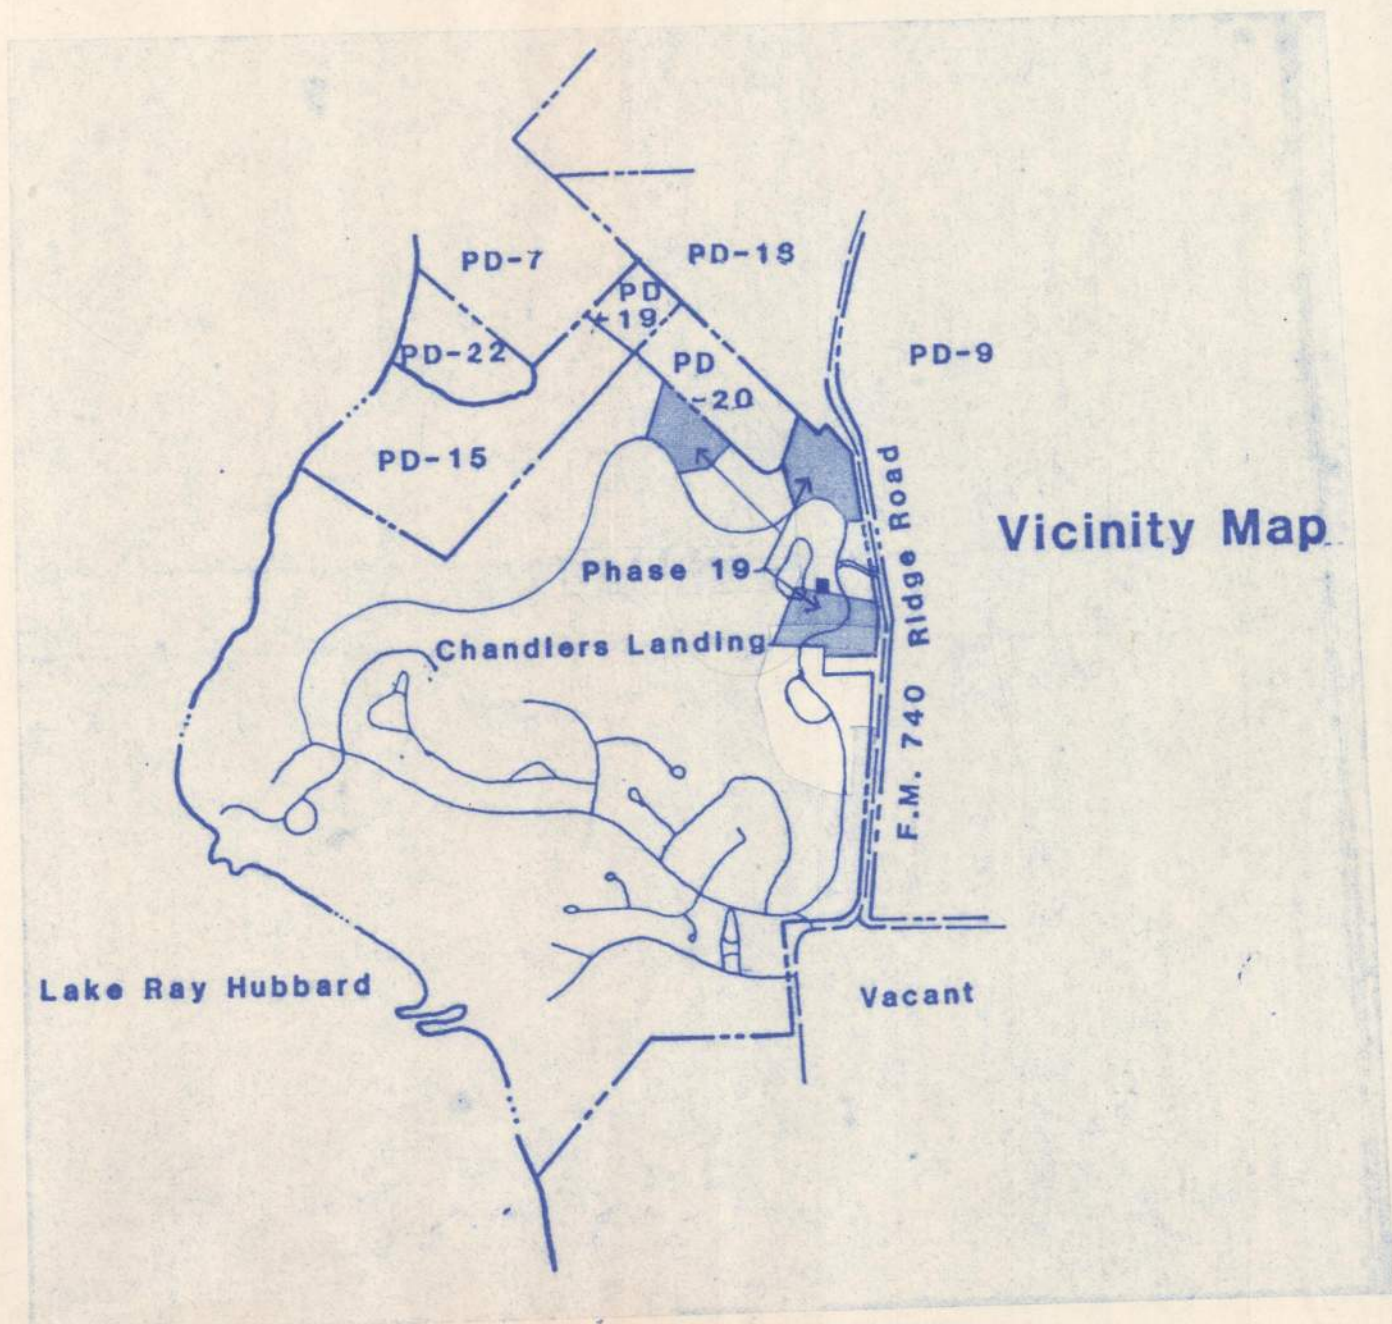 PD-7
PD-18
PD
-19
PD-22
PD
-20
PD-9
PD-15
Vicinity Map
Phase 19
Chandlers Landing
F.M. 740 Ridge Road
Lake Ray Hubbard
Vacant